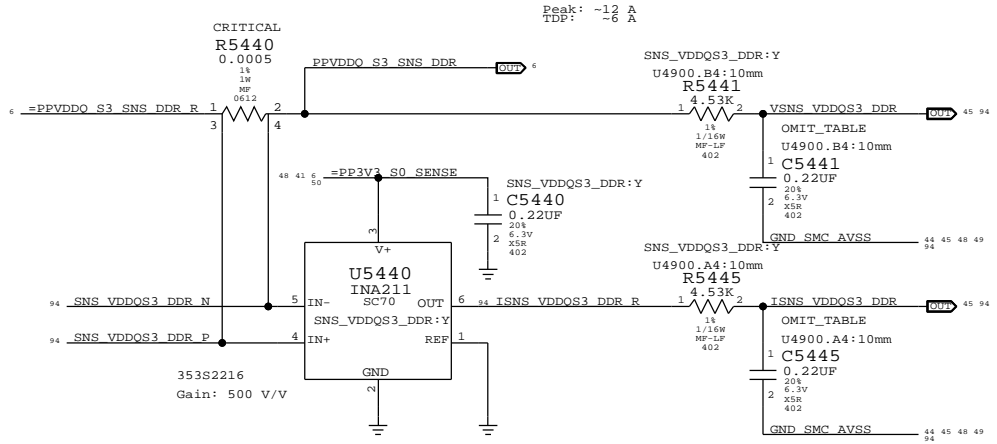 Peak: ~12 A
TDP: ~6 A
CRITICAL
R5440
0.0005
1%
1W
MF
0612
6 =PPVDDQ_S3_SNS_DDR_R 1 2
3 4
PPVDDQ_S3_SNS_DDR OUT 6
SNS_VDDQS3_DDR:Y
U4900.B4:10mm
R5441
1 4.53K 2 VSNS_VDDQS3_DDR OUT 45 94
1%
1/16W
MF-LF
402
OMIT_TABLE
U4900.B4:10mm
1 C5441
0.22UF
20%
6.3V
2 X5R
402
GND_SMC_AVSS 44 45 48 49
94
48 41 6 =PP3V3_S0_SENSE
50
SNS_VDDQS3_DDR:Y
1 C5440
0.22UF
20%
6.3V
2 X5R
402
3
V+
U5440
INA211
SC70
94 SNS_VDDQS3_DDR_N 5 IN- OUT 6 94 ISNS_VDDQS3_DDR_R
SNS_VDDQS3_DDR:Y
94 SNS_VDDQS3_DDR_P 4 IN+ REF 1
GND
2
353S2216
Gain: 500 V/V
SNS_VDDQS3_DDR:Y
U4900.A4:10mm
R5445
1 4.53K 2 ISNS_VDDQS3_DDR OUT 45 94
1%
1/16W
MF-LF
402
OMIT_TABLE
U4900.A4:10mm
1 C5445
0.22UF
20%
6.3V
2 X5R
402
GND_SMC_AVSS 44 45 48 49
94